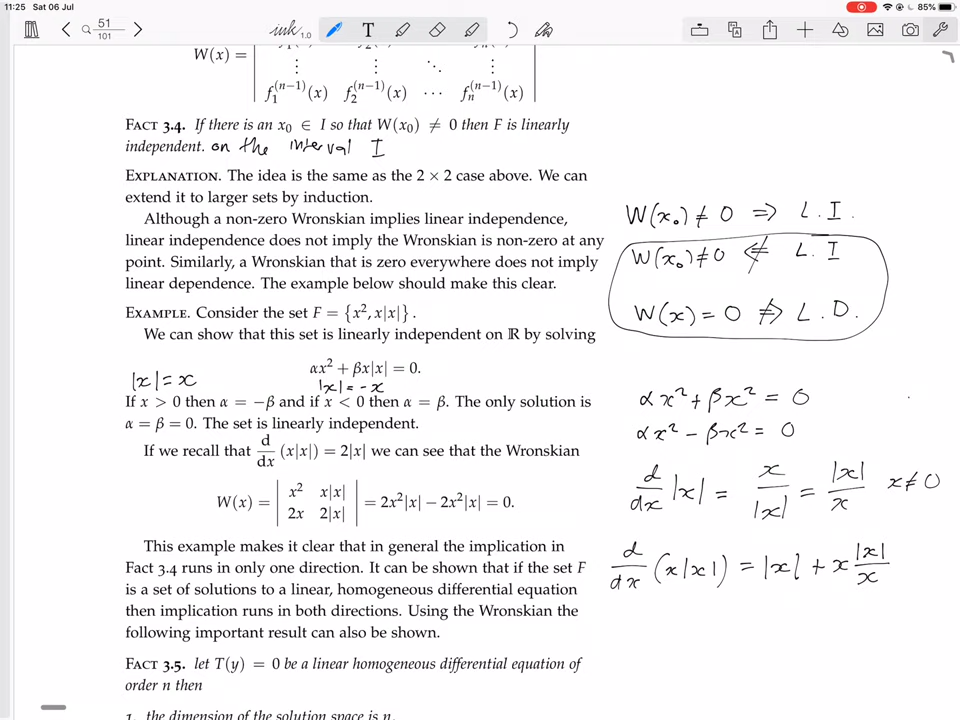 11:25 Sat 06 Jul
85%
51
101
ink 1.0
T
W(x) =
⋮ ⋮ ⋱ ⋮
f₁⁽ⁿ⁻¹⁾(x) f₂⁽ⁿ⁻¹⁾(x) ⋯ fₙ⁽ⁿ⁻¹⁾(x)
FACT 3.4. If there is an x₀ ∈ I so that W(x₀) ≠ 0 then F is linearly
independent. on the interval I
EXPLANATION. The idea is the same as the 2 × 2 case above. We can
extend it to larger sets by induction.
Although a non-zero Wronskian implies linear independence,
linear independence does not imply the Wronskian is non-zero at any
point. Similarly, a Wronskian that is zero everywhere does not imply
linear dependence. The example below should make this clear.
EXAMPLE. Consider the set F = {x², x|x|}.
We can show that this set is linearly independent on ℝ by solving
αx² + βx|x| = 0.
|x| = x |x| = -x
If x > 0 then α = −β and if x < 0 then α = β. The only solution is
α = β = 0. The set is linearly independent.
If we recall that d/dx (x|x|) = 2|x| we can see that the Wronskian
W(x) = | x² x|x| |
| 2x 2|x| | = 2x²|x| − 2x²|x| = 0.
This example makes it clear that in general the implication in
Fact 3.4 runs in only one direction. It can be shown that if the set F
is a set of solutions to a linear, homogeneous differential equation
then implication runs in both directions. Using the Wronskian the
following important result can also be shown.
FACT 3.5. let T(y) = 0 be a linear homogeneous differential equation of
order n then
1. the dimension of the solution space is n.
W(x₀) ≠ 0 ⇒ L.I.
W(x₀) ≠ 0 ⇍ L.I
W(x) = 0 ⇏ L.D.
αx² + βx² = 0
αx² − βx² = 0
d/dx |x| = x/|x| = |x|/x x ≠ 0
d/dx (x|x|) = |x| + x |x|/x